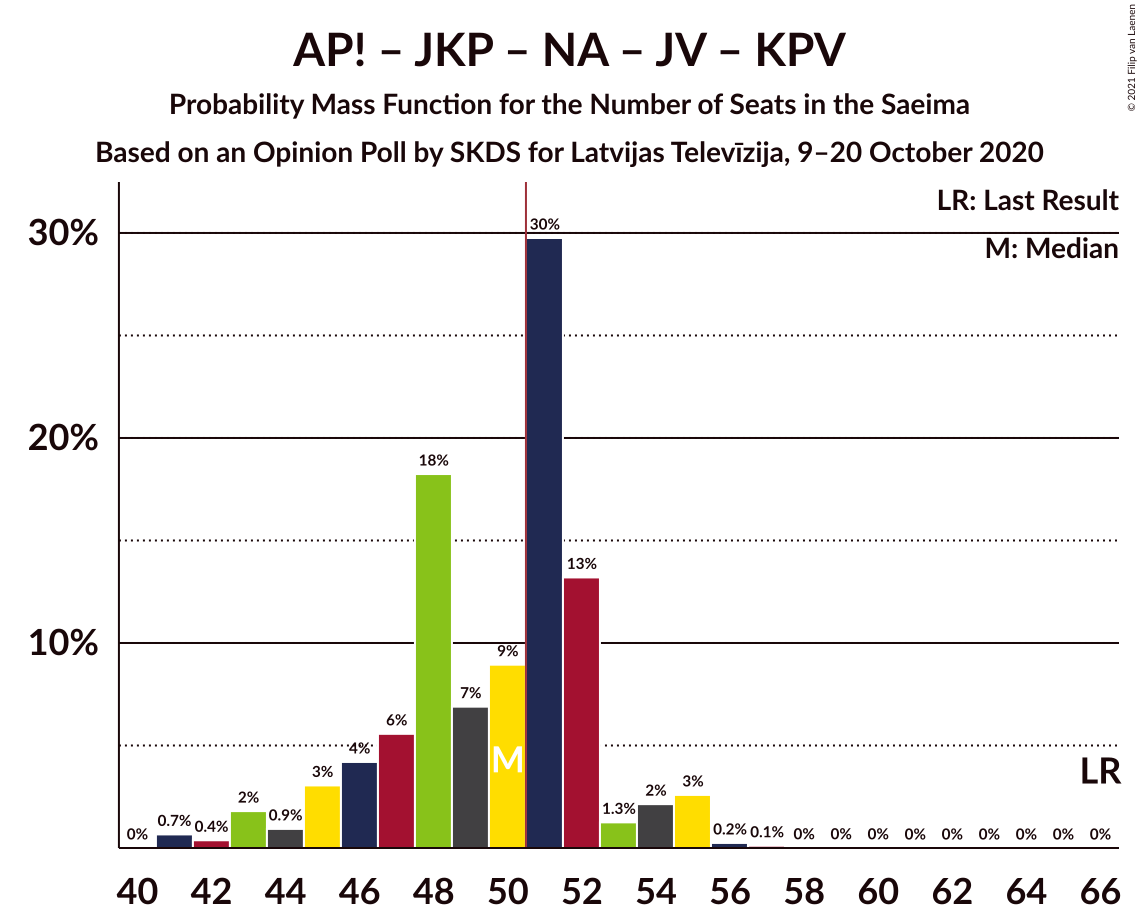 AP! – JKP – NA – JV – KPV
Probability Mass Function for the Number of Seats in the Saeima
Based on an Opinion Poll by SKDS for Latvijas Televīzija, 9–20 October 2020
© 2021 Filip van Laenen
LR: Last Result
M: Median
30%
20%
10%
0% 0.7% 0.4% 2% 0.9% 3% 4% 6% 18% 7% 9% 30% 13% 1.3% 2% 3% 0.2% 0.1% 0% 0% 0% 0% 0% 0% 0% 0% 0%
M
LR
40 42 44 46 48 50 52 54 56 58 60 62 64 66